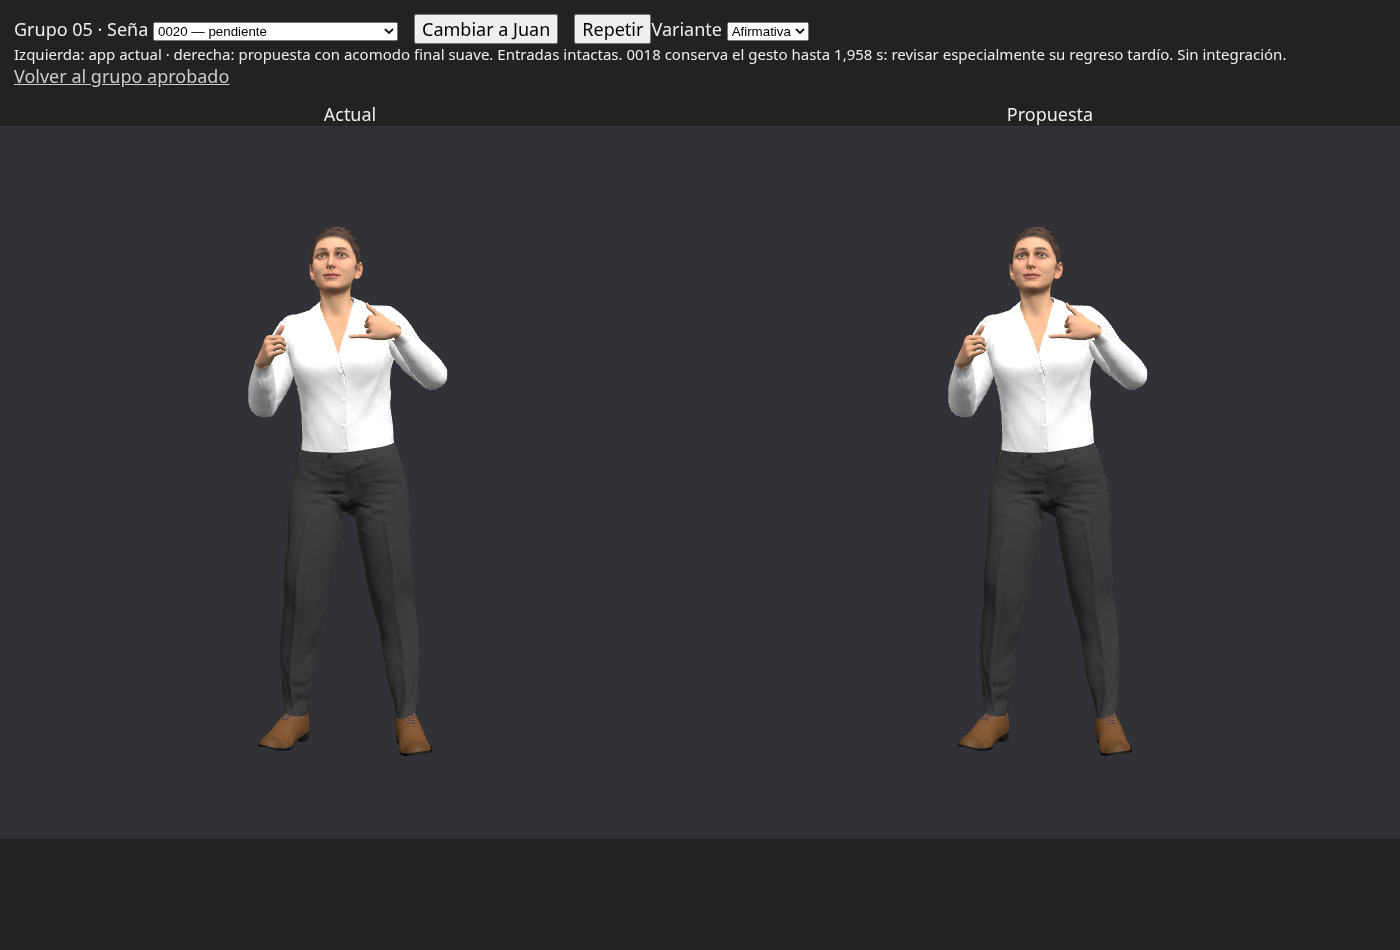 Grupo 05 · Seña 0020 — pendiente Cambiar a Juan Repetir Variante Afirmativa
Izquierda: app actual · derecha: propuesta con acomodo final suave. Entradas intactas. 0018 conserva el gesto hasta 1,958 s: revisar especialmente su regreso tardío. Sin integración.
Volver al grupo aprobado
Actual Propuesta